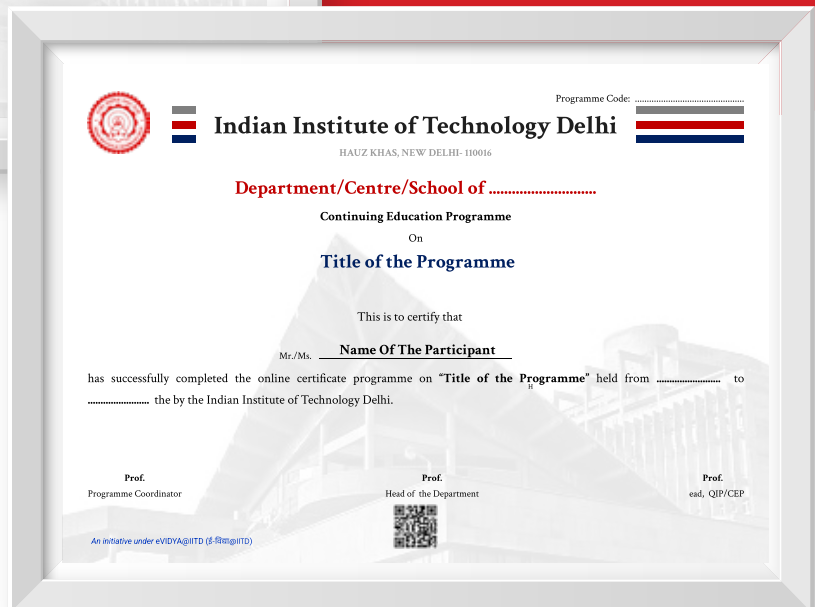 Programme Code: ............................................
Indian Institute of Technology Delhi
HAUZ KHAS, NEW DELHI- 110016
Department/Centre/School of ............................
Continuing Education Programme
On
Title of the Programme
This is to certify that
Mr./Ms. Name Of The Participant
has successfully completed the online certificate programme on “Title of the Programme” held from ......................... to
H
........................ the by the Indian Institute of Technology Delhi.
Prof. Prof. Prof.
Programme Coordinator Head of the Department ead, QIP/CEP
An initiative under eVIDYA@IITD (ई-विद्या@IITD)